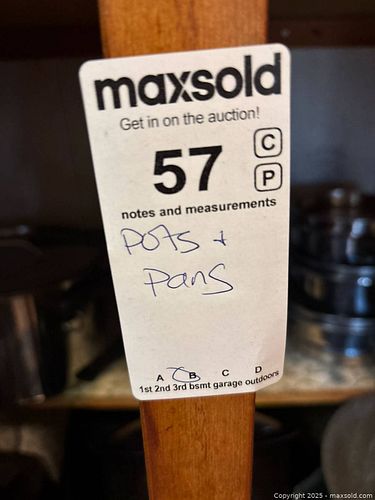 maxsold
Get in on the auction!
57
C
P
notes and measurements
Pots +
Pans
A B C D
1st 2nd 3rd bsmt garage outdoors
Copyright 2025 - maxsold.com